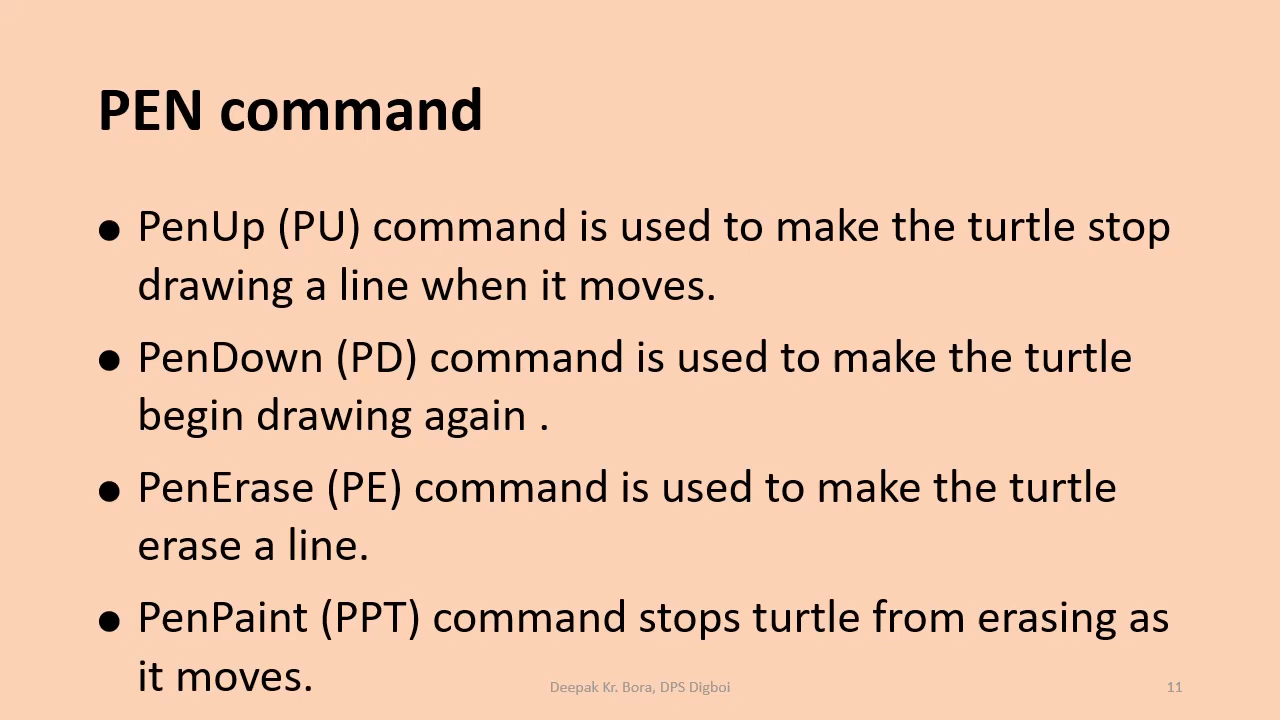 PEN command
● PenUp (PU) command is used to make the turtle stop
drawing a line when it moves.
● PenDown (PD) command is used to make the turtle
begin drawing again .
● PenErase (PE) command is used to make the turtle
erase a line.
● PenPaint (PPT) command stops turtle from erasing as
it moves.
Deepak Kr. Bora, DPS Digboi
11